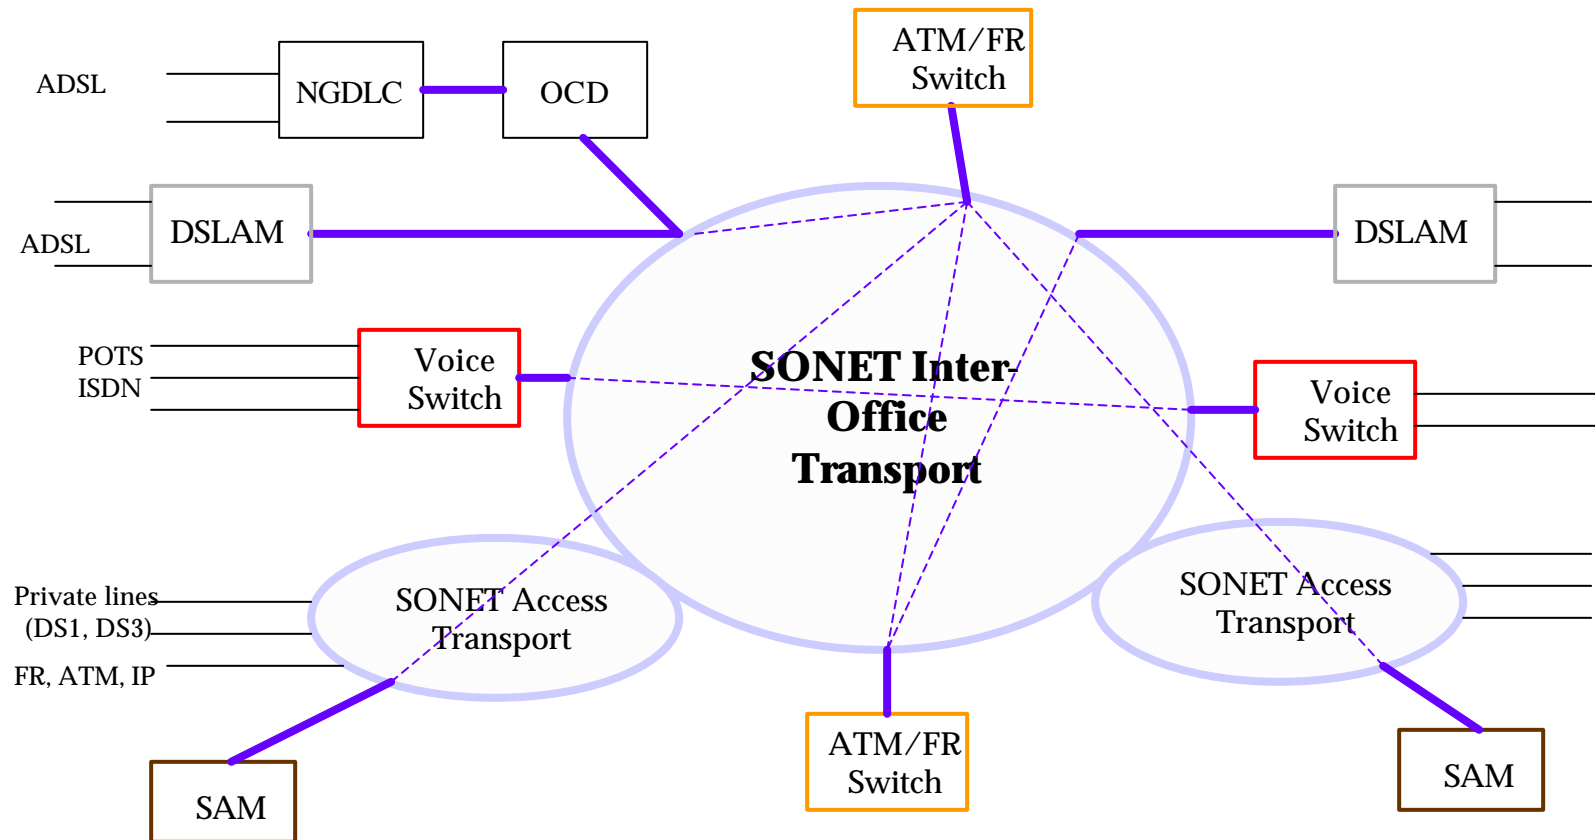 ATM/FR
Switch
ADSL
NGDLC
OCD
DSLAM
ADSL
DSLAM
POTS
ISDN
Voice
Switch
SONET Inter-
Office
Transport
Voice
Switch
Private lines
(DS1, DS3)
FR, ATM, IP
SONET Access
Transport
SONET Access
Transport
ATM/FR
Switch
SAM
SAM